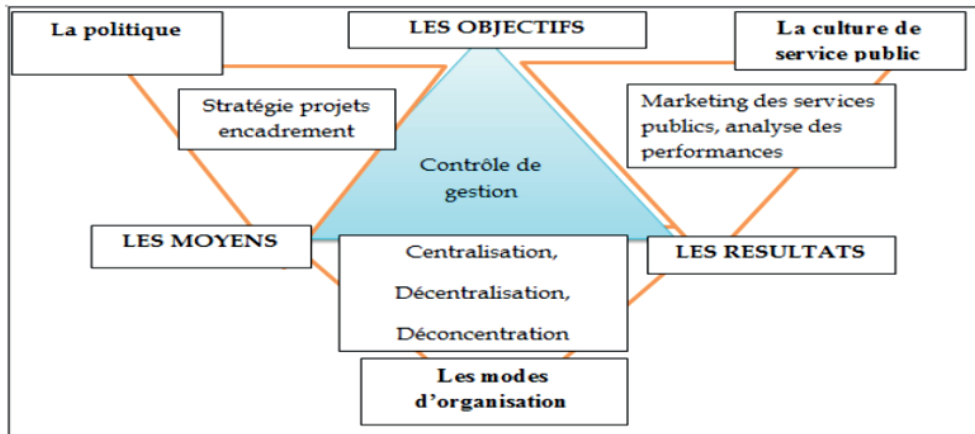 La politique
LES OBJECTIFS
La culture de
service public
Stratégie projets
encadrement
Marketing des services
publics, analyse des
performances
Contrôle de
gestion
LES MOYENS
LES RESULTATS
Centralisation,
Décentralisation,
Déconcentration
Les modes
d'organisation